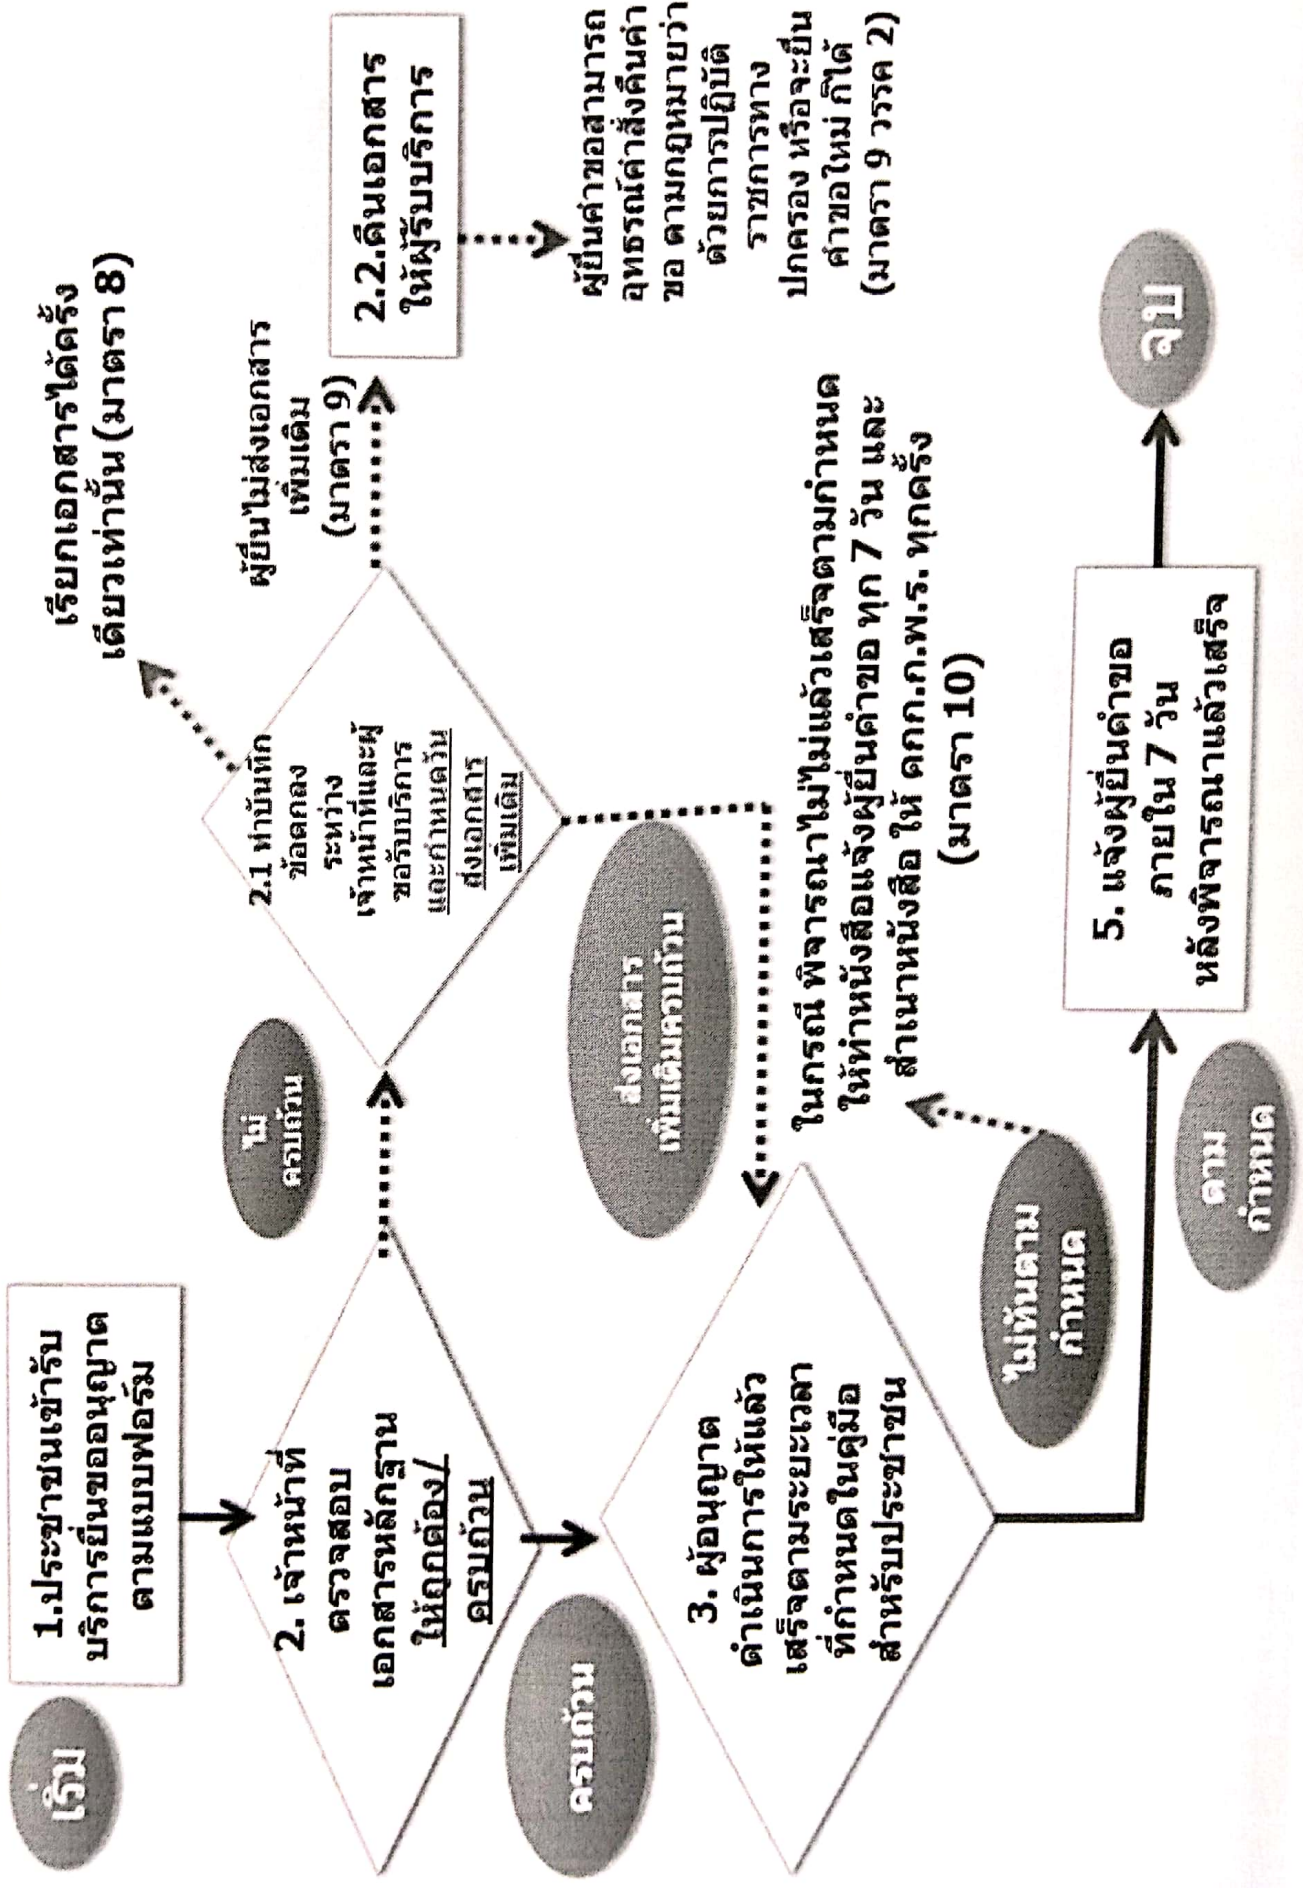 เริ่ม
1.ประชาชนเข้ารับ
บริการยื่นขออนุญาต
ตามแบบฟอร์ม
2. เจ้าหน้าที่
ตรวจสอบ
เอกสารหลักฐาน
ให้ถูกต้อง/
ครบถ้วน
ไม่
ครบถ้วน
2.1 ทำบันทึก
ข้อตกลง
ระหว่าง
เจ้าหน้าที่และผู้
ขอรับบริการ
และกำหนดวัน
ส่งเอกสาร
เพิ่มเติม
เรียกเอกสารได้ครั้ง
เดียวเท่านั้น (มาตรา 8)
ผู้ยื่นไม่ส่งเอกสาร
เพิ่มเติม
(มาตรา 9)
2.2.คืนเอกสาร
ให้ผู้รับบริการ
ผู้ยื่นคำขอสามารถ
อุทธรณ์คำสั่งคืนคำ
ขอ ตามกฎหมายว่า
ด้วยการปฏิบัติ
ราชการทาง
ปกครอง หรือจะยื่น
คำขอใหม่ ก็ได้
(มาตรา 9 วรรค 2)
ครบถ้วน
ส่งเอกสาร
เพิ่มเติมครบถ้วน
3. ผู้อนุญาต
ดำเนินการให้แล้ว
เสร็จตามระยะเวลา
ที่กำหนดในคู่มือ
สำหรับประชาชน
ไม่ทันตาม
กำหนด
ในกรณี พิจารณาไม่ไม่แล้วเสร็จตามกำหนด
ให้ทำหนังสือแจ้งผู้ยื่นคำขอ ทุก 7 วัน และ
สำเนาหนังสือ ให้ คกก.ก.พ.ร. ทุกครั้ง
(มาตรา 10)
ตาม
กำหนด
5. แจ้งผู้ยื่นคำขอ
ภายใน 7 วัน
หลังพิจารณาแล้วเสร็จ
จบ